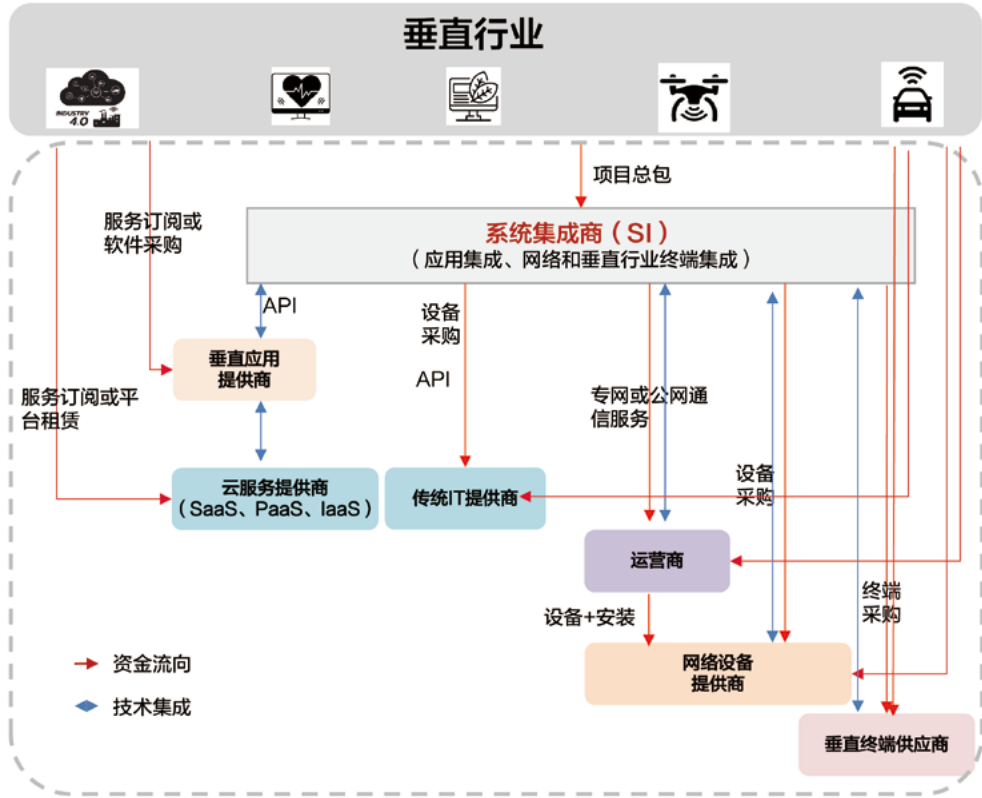 垂直行业
INDUSTRY
4.0
项目总包
服务订阅或
软件采购
系统集成商（SI）
（应用集成、网络和垂直行业终端集成）
API
设备
采购
垂直应用
提供商
API
服务订阅或平
台租赁
专网或公网通
信服务
云服务提供商
（SaaS、PaaS、IaaS）
传统IT提供商
设备
采购
运营商
终端
采购
设备+安装
网络设备
提供商
资金流向
技术集成
垂直终端供应商